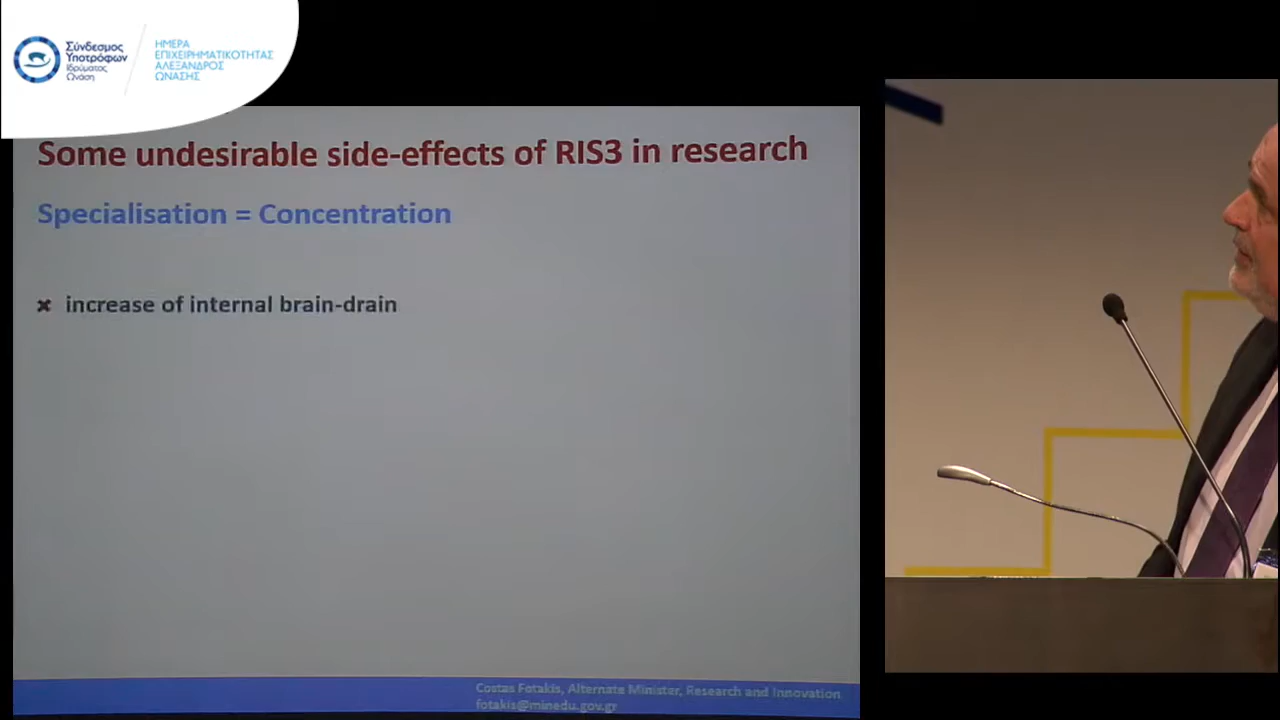 Σύνδεσμος
Υποτρόφων
Ιδρύματος
Ωνάση
ΗΜΕΡΑ
ΕΠΙΧΕΙΡΗΜΑΤΙΚΟΤΗΤΑΣ
ΑΛΕΞΑΝΔΡΟΣ
ΩΝΑΣΗΣ
Some undesirable side-effects of RIS3 in research
Specialisation = Concentration
✖ increase of internal brain-drain
Costas Fotakis, Alternate Minister, Research and Innovation
fotakis@minedu.gov.gr